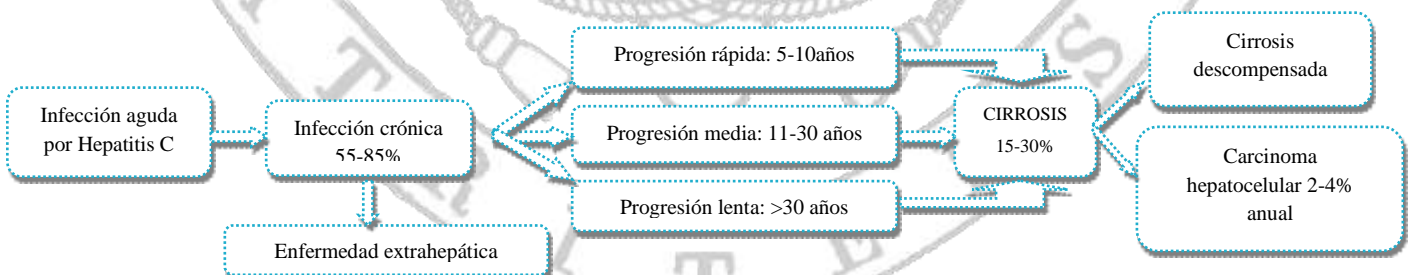 Infección aguda
por Hepatitis C
Infección crónica
55-85%
Enfermedad extrahepática
Progresión rápida: 5-10años
Progresión media: 11-30 años
Progresión lenta: >30 años
CIRROSIS
15-30%
Cirrosis
descompensada
Carcinoma
hepatocelular 2-4%
anual